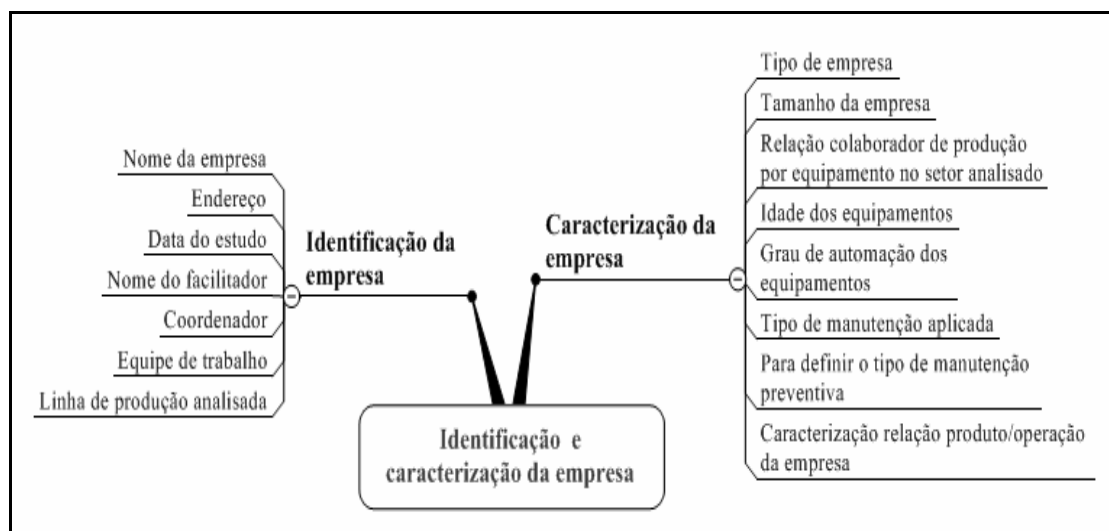 Nome da empresa
Endereço
Data do estudo
Nome do facilitador
Coordenador
Equipe de trabalho
Linha de produção analisada
Identificação da
empresa
Caracterização da
empresa
Tipo de empresa
Tamanho da empresa
Relação colaborador de produção
por equipamento no setor analisado
Idade dos equipamentos
Grau de automação dos
equipamentos
Tipo de manutenção aplicada
Para definir o tipo de manutenção
preventiva
Caracterização relação produto/operação
da empresa
Identificação e
caracterização da empresa